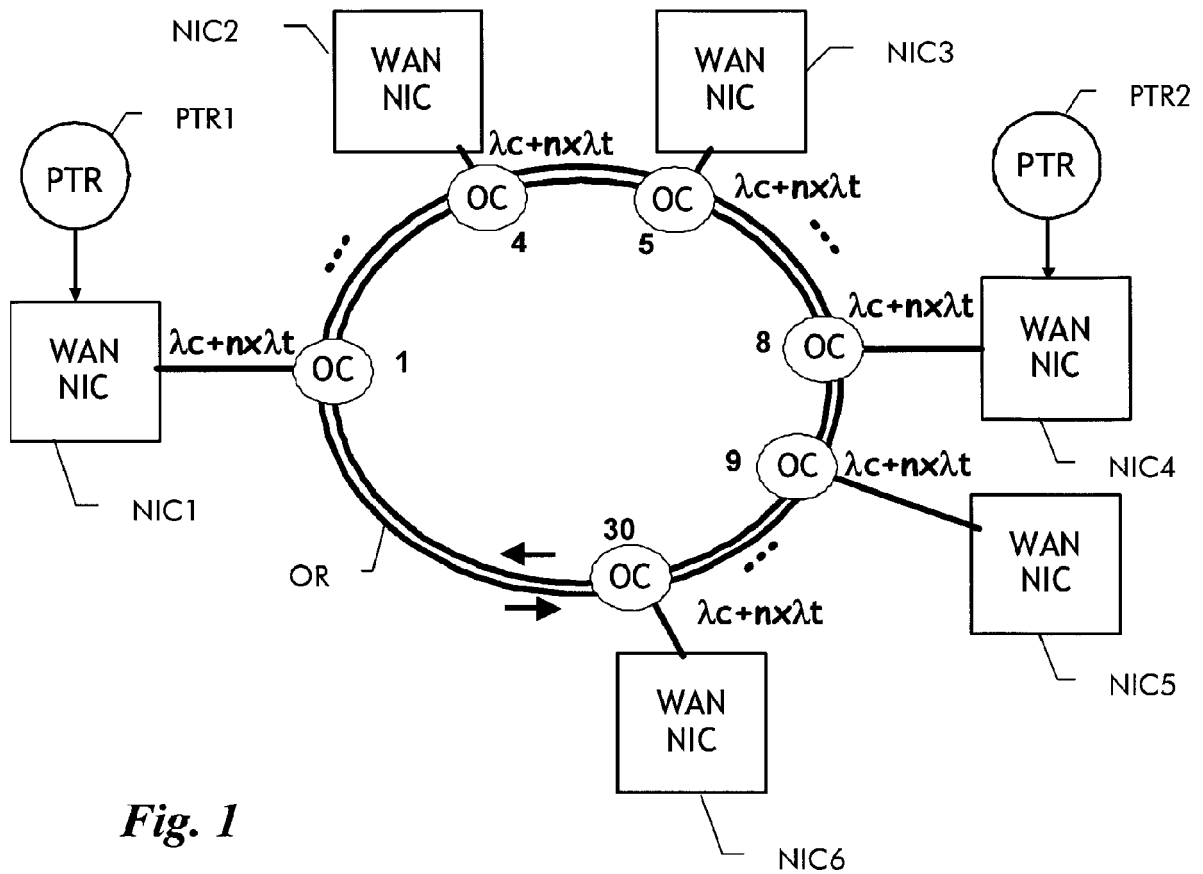 NIC2
WAN
NIC
WAN
NIC
NIC3
PTR1
PTR2
PTR
PTR
λc+nxλt
λc+nxλt
OC
OC
4
5
WAN
NIC
λc+nxλt
OC
1
8
OC
λc+nxλt
WAN
NIC
9
OC
λc+nxλt
NIC4
NIC1
30
OC
OR
WAN
NIC
λc+nxλt
NIC5
WAN
NIC
NIC6
Fig. 1